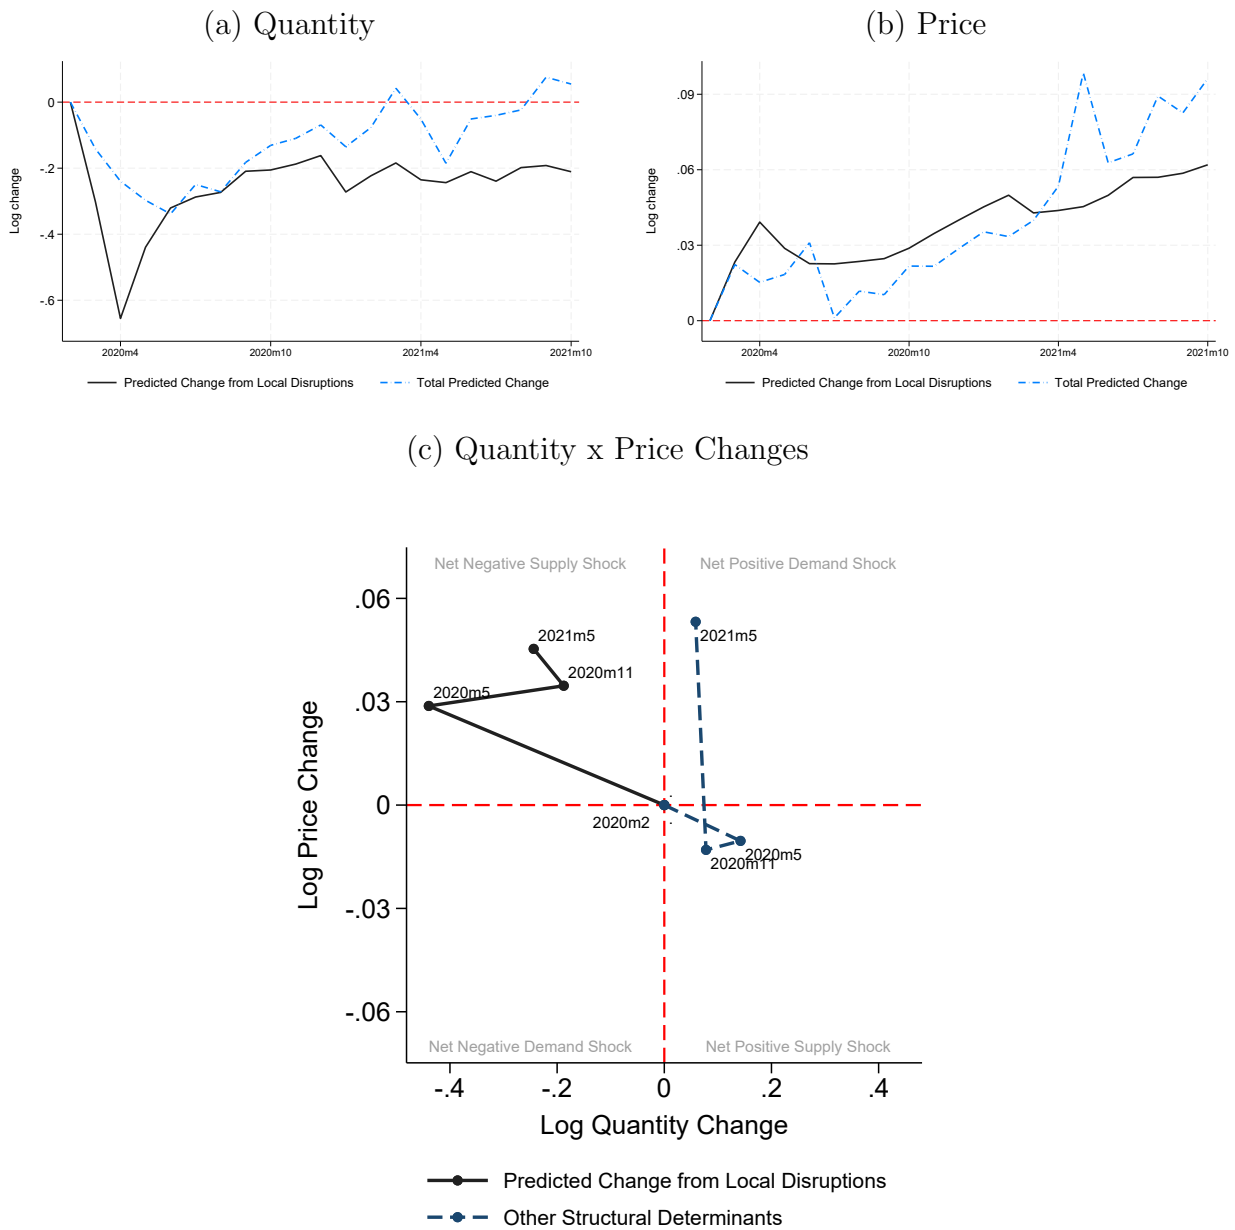 (a) Quantity
0
-.2
-.4
-.6
Log change
2020m4
2020m10
2021m4
2021m10
Predicted Change from Local Disruptions
Total Predicted Change
(b) Price
.09
.06
.03
0
Log change
2020m4
2020m10
2021m4
2021m10
Predicted Change from Local Disruptions
Total Predicted Change
(c) Quantity x Price Changes
Net Negative Supply Shock
Net Positive Demand Shock
.06
.03
0
-.03
-.06
Log Price Change
2021m5
2020m11
2020m5
2020m2
2021m5
2020m5
2020m11
Net Negative Demand Shock
Net Positive Supply Shock
-.4
-.2
0
.2
.4
Log Quantity Change
Predicted Change from Local Disruptions
Other Structural Determinants